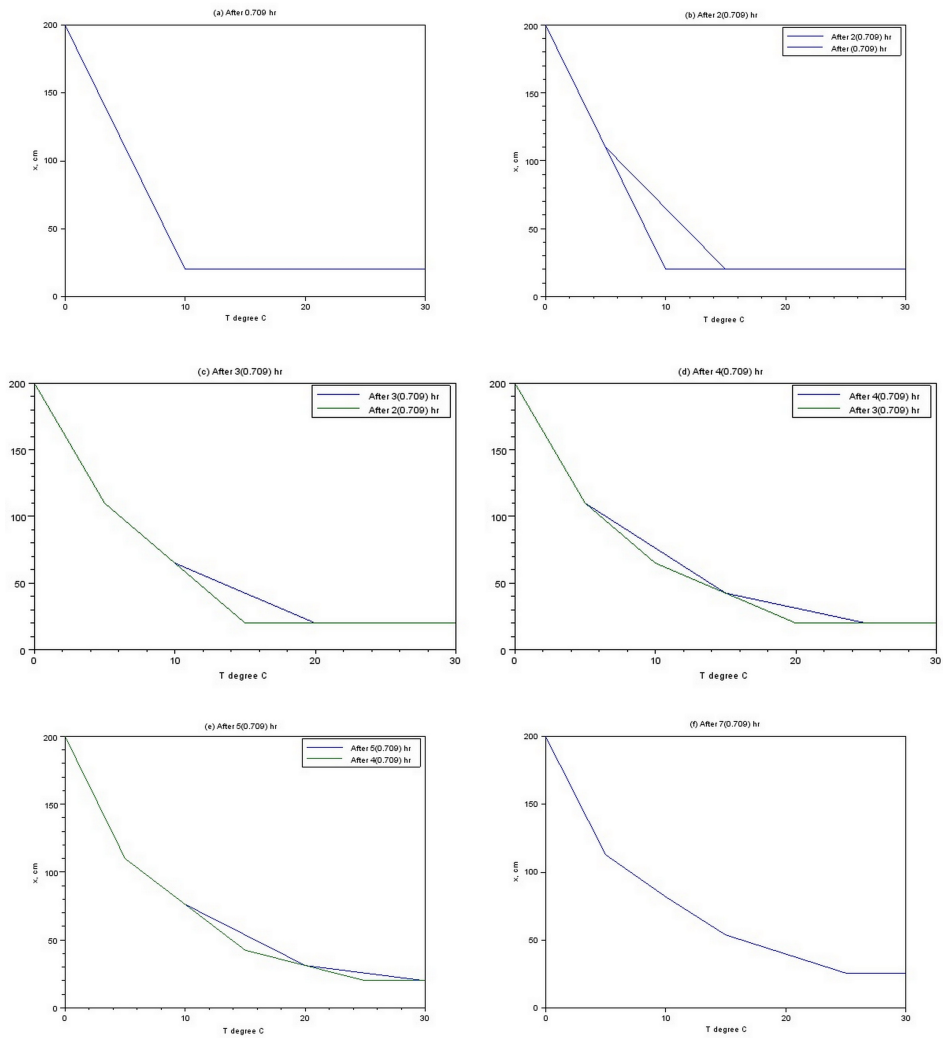 (a) After 0.709 hr
200
150
100
50
0
x, cm
0 10 20 30
T degree C
(b) After 2(0.709) hr
After 2(0.709) hr
After (0.709) hr
200
150
100
50
0
x, cm
0 10 20 30
T degree C
(c) After 3(0.709) hr
After 3(0.709) hr
After 2(0.709) hr
200
150
100
50
0
0 10 20 30
T degree C
(d) After 4(0.709) hr
After 4(0.709) hr
After 3(0.709) hr
200
150
100
50
0
0 10 20 30
T degree C
(e) After 5(0.709) hr
After 5(0.709) hr
After 4(0.709) hr
200
150
100
50
0
x, cm
0 10 20 30
T degree C
(f) After 7(0.709) hr
200
150
100
50
0
x, cm
0 10 20 30
T degree C